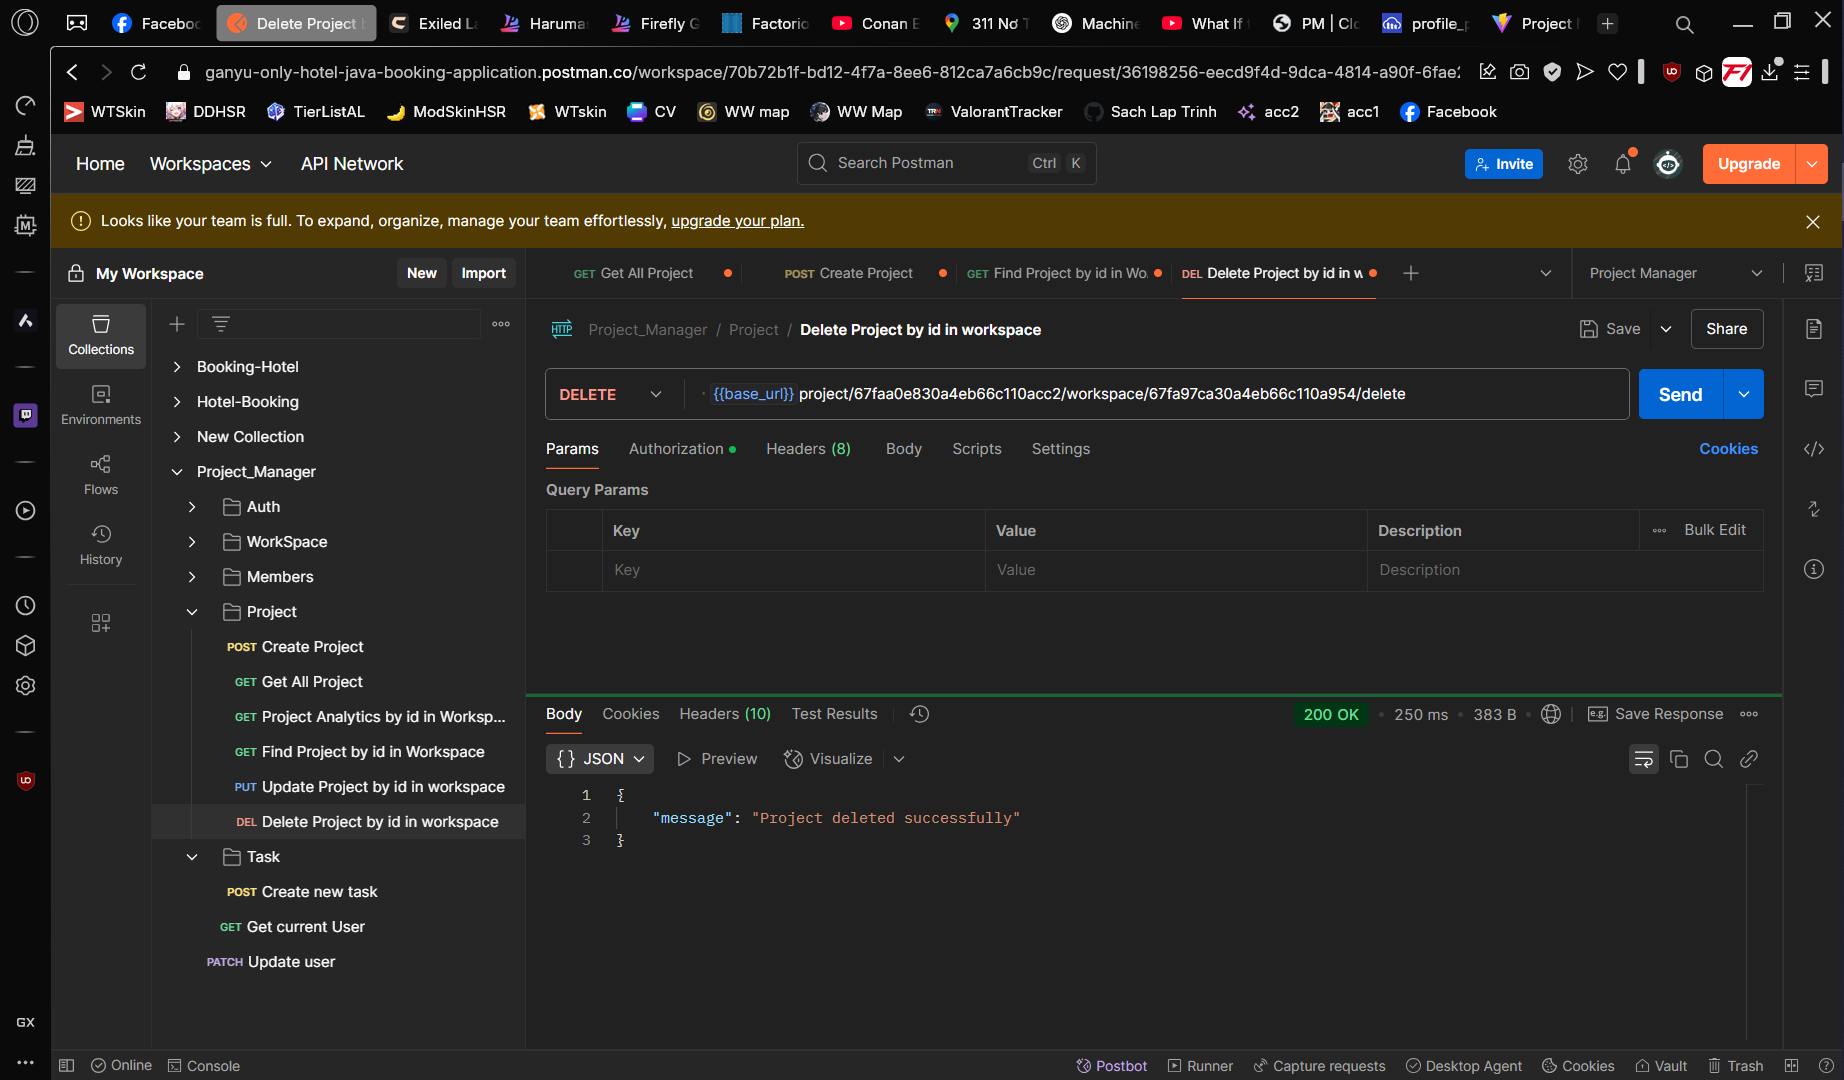 Faceboo
Delete Project
Exiled La
Haruma
Firefly G
Factorio
Conan E
311 Nơ T
Machine
What If
PM | Clo
profile_p
Project
ganyu-only-hotel-java-booking-application.postman.co/workspace/70b72b1f-bd12-4f7a-8ee6-812ca7a6cb9c/request/36198256-eecd9f4d-9dca-4814-a90f-6fae2
WTSkin
DDHSR
TierListAL
ModSkinHSR
WTskin
CV
WW map
WW Map
ValorantTracker
Sach Lap Trinh
acc2
acc1
Facebook
Home
Workspaces
API Network
Search Postman
Ctrl
K
Invite
Upgrade
Looks like your team is full. To expand, organize, manage your team effortlessly, upgrade your plan.
My Workspace
New
Import
GET Get All Project
POST Create Project
GET Find Project by id in Wo
DEL Delete Project by id in w
Project Manager
Collections
Environments
Flows
History
Booking-Hotel
Hotel-Booking
New Collection
Project_Manager
Auth
WorkSpace
Members
Project
POST Create Project
GET Get All Project
GET Project Analytics by id in Worksp...
GET Find Project by id in Workspace
PUT Update Project by id in workspace
DEL Delete Project by id in workspace
Task
POST Create new task
GET Get current User
PATCH Update user
HTTP
Project_Manager / Project / Delete Project by id in workspace
Save
Share
DELETE
{{base_url}} project/67faa0e830a4eb66c110acc2/workspace/67fa97ca30a4eb66c110a954/delete
Send
Params
Authorization
Headers (8)
Body
Scripts
Settings
Cookies
Query Params
Key
Value
Description
Bulk Edit
Key
Value
Description
Body
Cookies
Headers (10)
Test Results
200 OK
250 ms
383 B
e.g.
Save Response
{} JSON
Preview
Visualize
1 {
2 "message": "Project deleted successfully"
3 }
GX
Online
Console
Postbot
Runner
Capture requests
Desktop Agent
Cookies
Vault
Trash